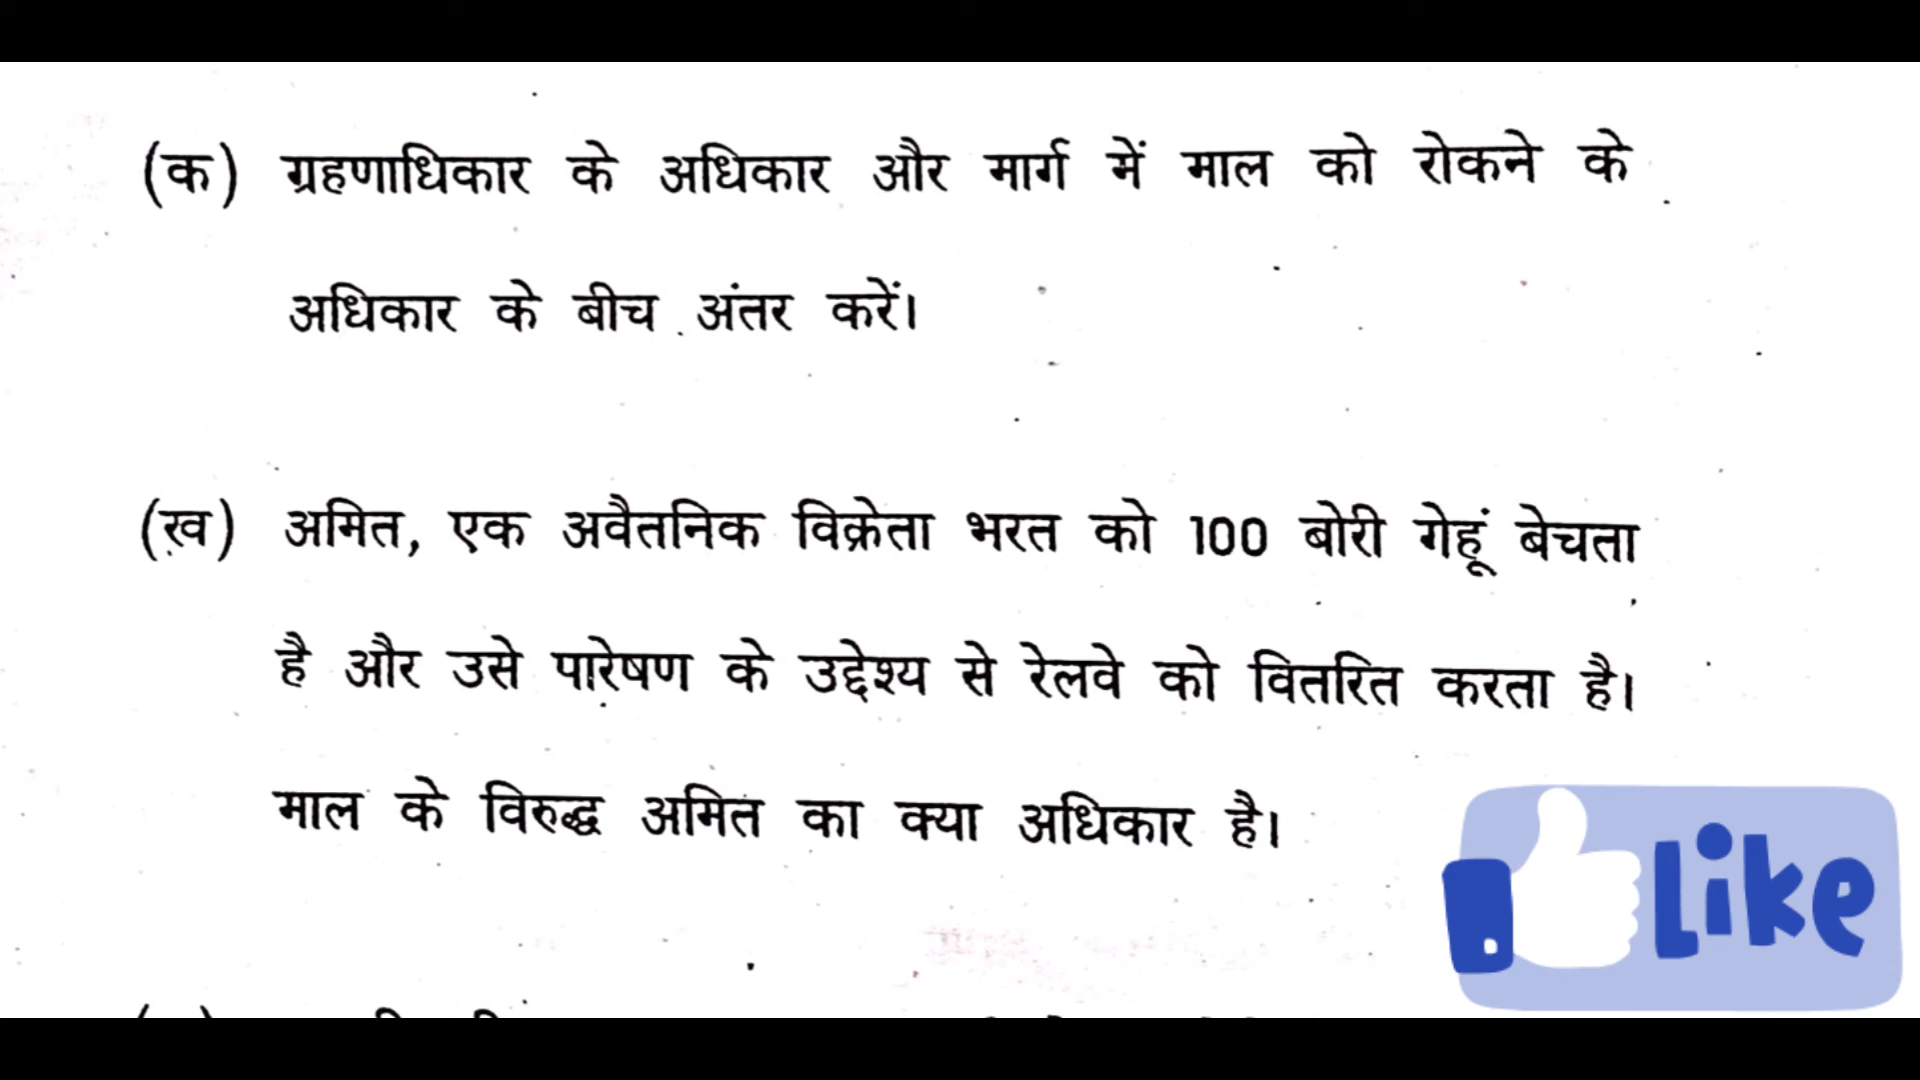 (क) ग्रहणाधिकार के अधिकार और मार्ग में माल को रोकने के
अधिकार के बीच अंतर करें।
(ख) अमित, एक अवैतनिक विक्रेता भरत को 100 बोरी गेहूं बेचता
है और उसे पारेषण के उद्देश्य से रेलवे को वितरित करता है।
माल के विरुद्ध अमित का क्या अधिकार है।
Like